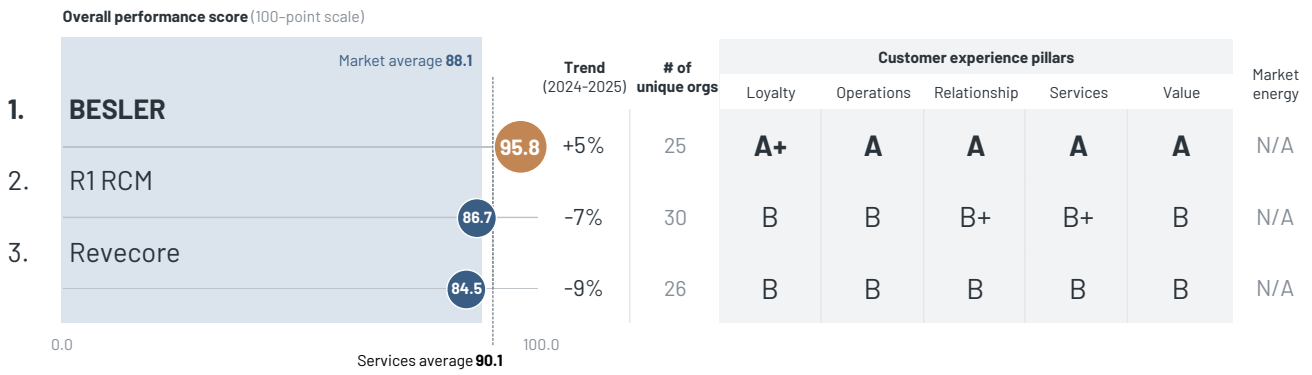 Overall performance score (100-point scale)
Market average 88.1
Trend
(2024-2025)
# of
unique orgs
Customer experience pillars
Loyalty Operations Relationship Services Value
Market
energy
1. BESLER
95.8 +5% 25 A+ A A A A N/A
2. R1 RCM
86.7 -7% 30 B B B+ B+ B N/A
3. Revecore
84.5 -9% 26 B B B B B N/A
0.0 100.0
Services average 90.1